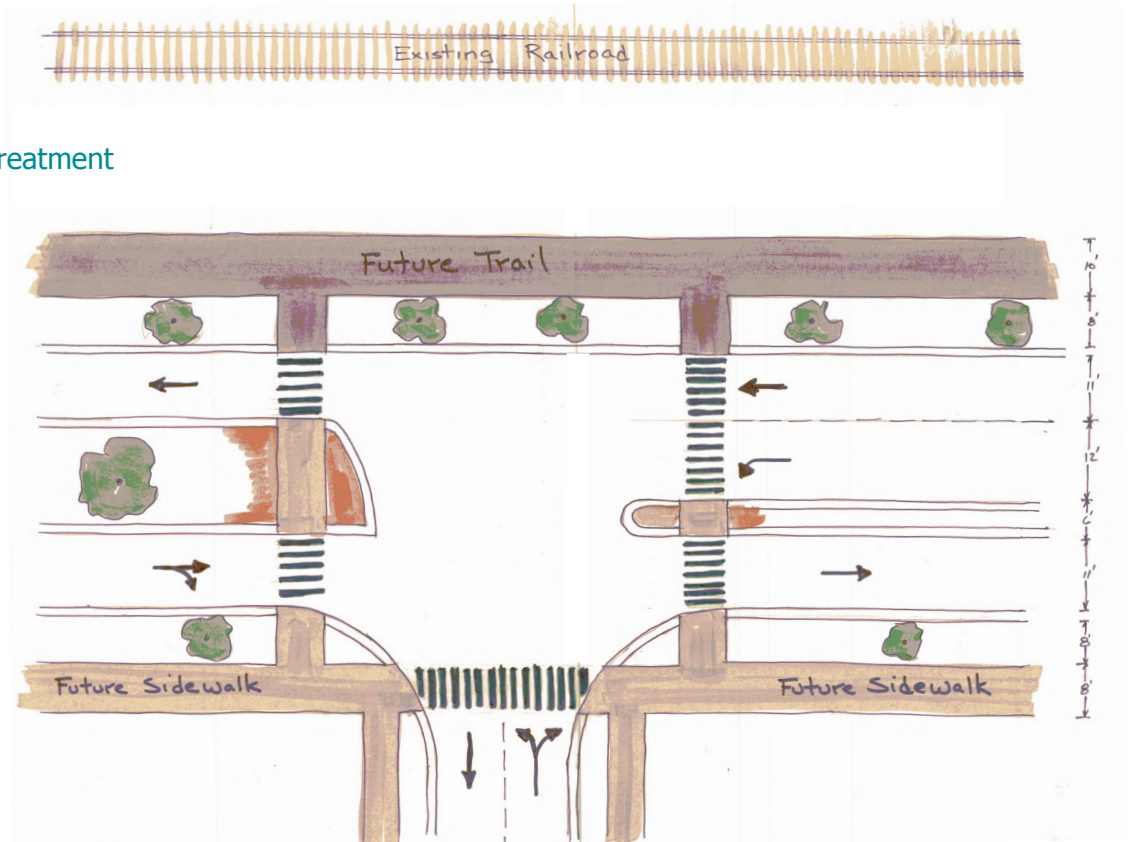 Existing Railroad
reatment
Future Trail
10'
8'
11'
12'
6'
11'
8'
8'
Future Sidewalk
Future Sidewalk